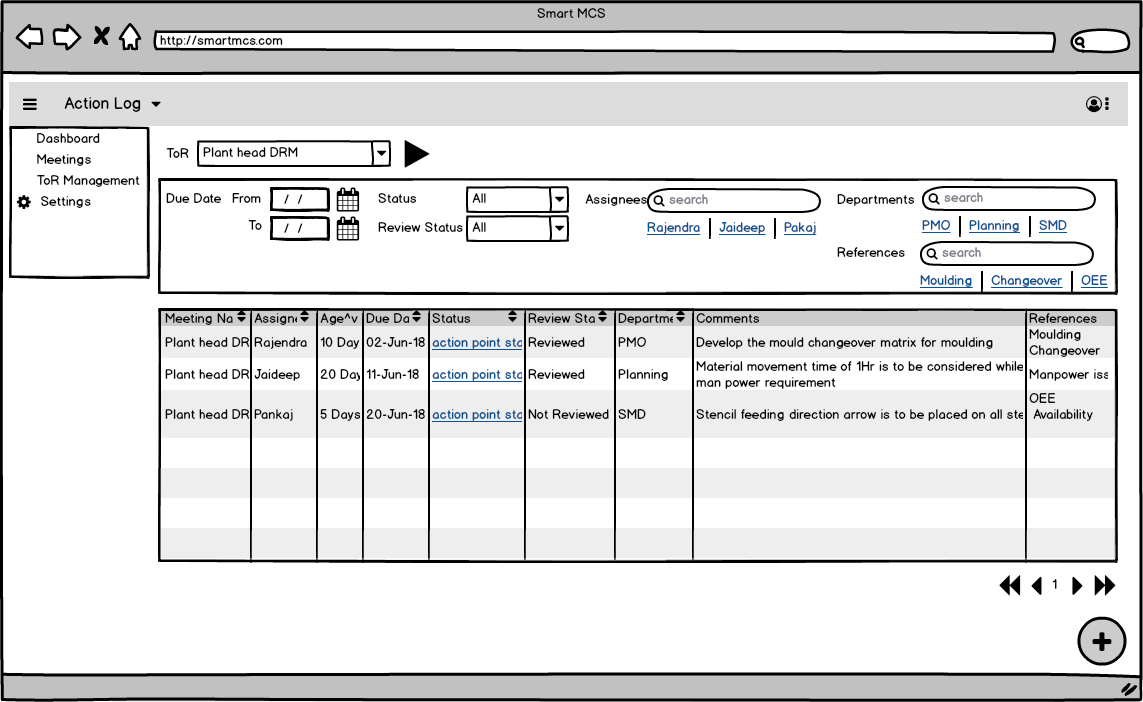 Smart MCS
http://smartmcs.com
Action Log
Dashboard
Meetings
ToR Management
Settings
ToR Plant head DRM
Due Date From / /
To / /
Status All
Review Status All
Assignees search
Rajendra Jaideep Pakaj
Departments search
PMO Planning SMD
References search
Moulding Changeover OEE
Meeting Na Assigne Age^v Due Da Status Review Sta Departme Comments References
Plant head DR Rajendra 10 Day 02-Jun-18 action point sta Reviewed PMO Develop the mould changeover matrix for moulding Moulding
Changeover
Plant head DR Jaideep 20 Day 11-Jun-18 action point sta Reviewed Planning Material movement time of 1Hr is to be considered while Manpower iss
man power requirement
Plant head DR Pankaj 5 Days 20-Jun-18 action point sta Not Reviewed SMD Stencil feeding direction arrow is to be placed on all ste OEE
Availability
1